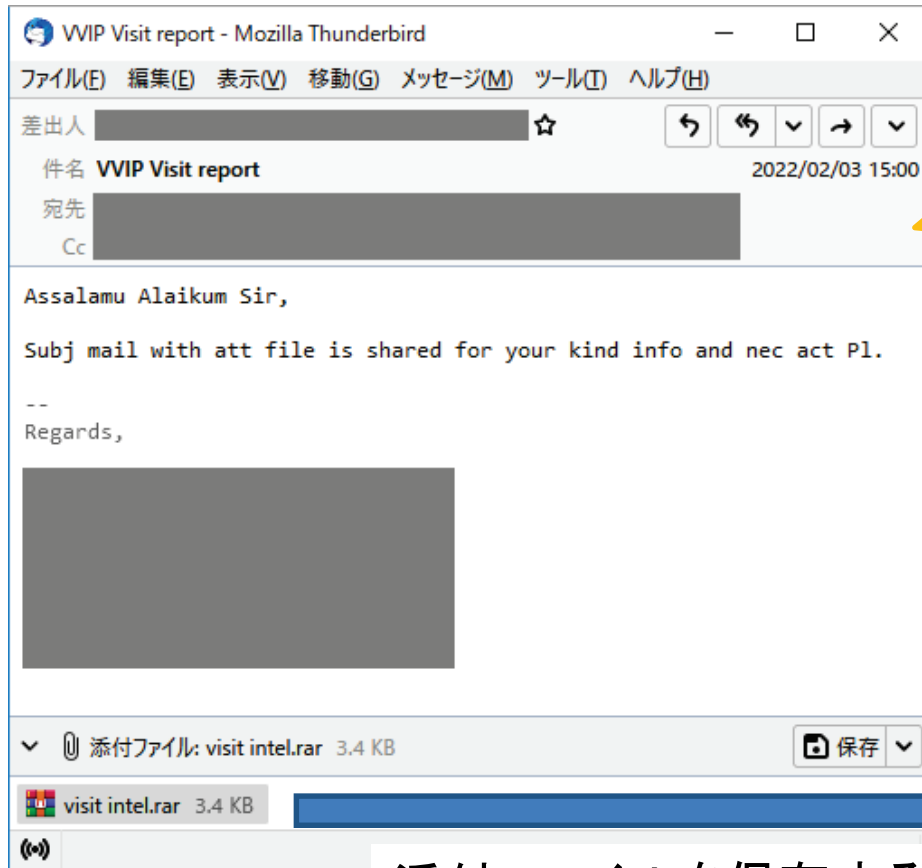 VVIP Visit report - Mozilla Thunderbird
ファイル(F) 編集(E) 表示(V) 移動(G) メッセージ(M) ツール(T) ヘルプ(H)
差出人
件名 VVIP Visit report 2022/02/03 15:00
宛先
Cc
Assalamu Alaikum Sir,
Subj mail with att file is shared for your kind info and nec act Pl.
--
Regards,
添付ファイル: visit intel.rar 3.4 KB 保存
visit intel.rar 3.4 KB